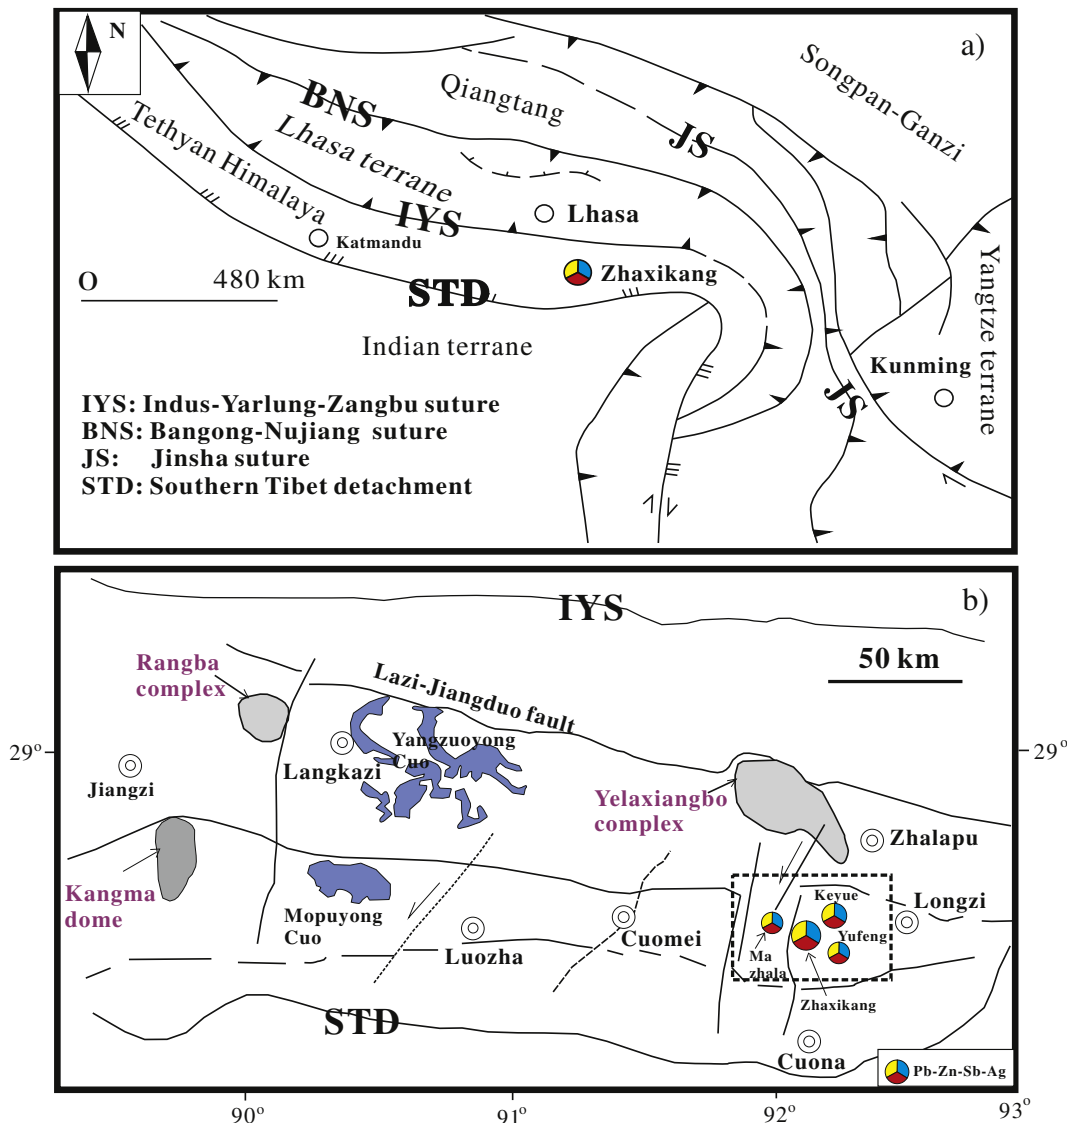 N
a)
Songpan-Ganzi
Qiangtang
BNS
JS
Tethyan Himalaya
Lhasa terrane
IYS
Lhasa
Katmandu
Zhaxikang
O
480 km
STD
Yangtze terrane
Indian terrane
Kunming
JS
IYS: Indus-Yarlung-Zangbu suture
BNS: Bangong-Nujiang suture
JS: Jinsha suture
STD: Southern Tibet detachment
b)
IYS
50 km
Rangba
complex
Lazi-Jiangduo fault
29°
29°
Yangzuoyong
Cuo
Langkazi
Jiangzi
Yelaxiangbo
complex
Zhalapu
Kangma
dome
Keyue
Longzi
Mopuyong
Cuo
Yufeng
Cuomei
Luozha
Ma
zhala
Zhaxikang
STD
Cuona
Pb-Zn-Sb-Ag
90°
91°
92°
93°